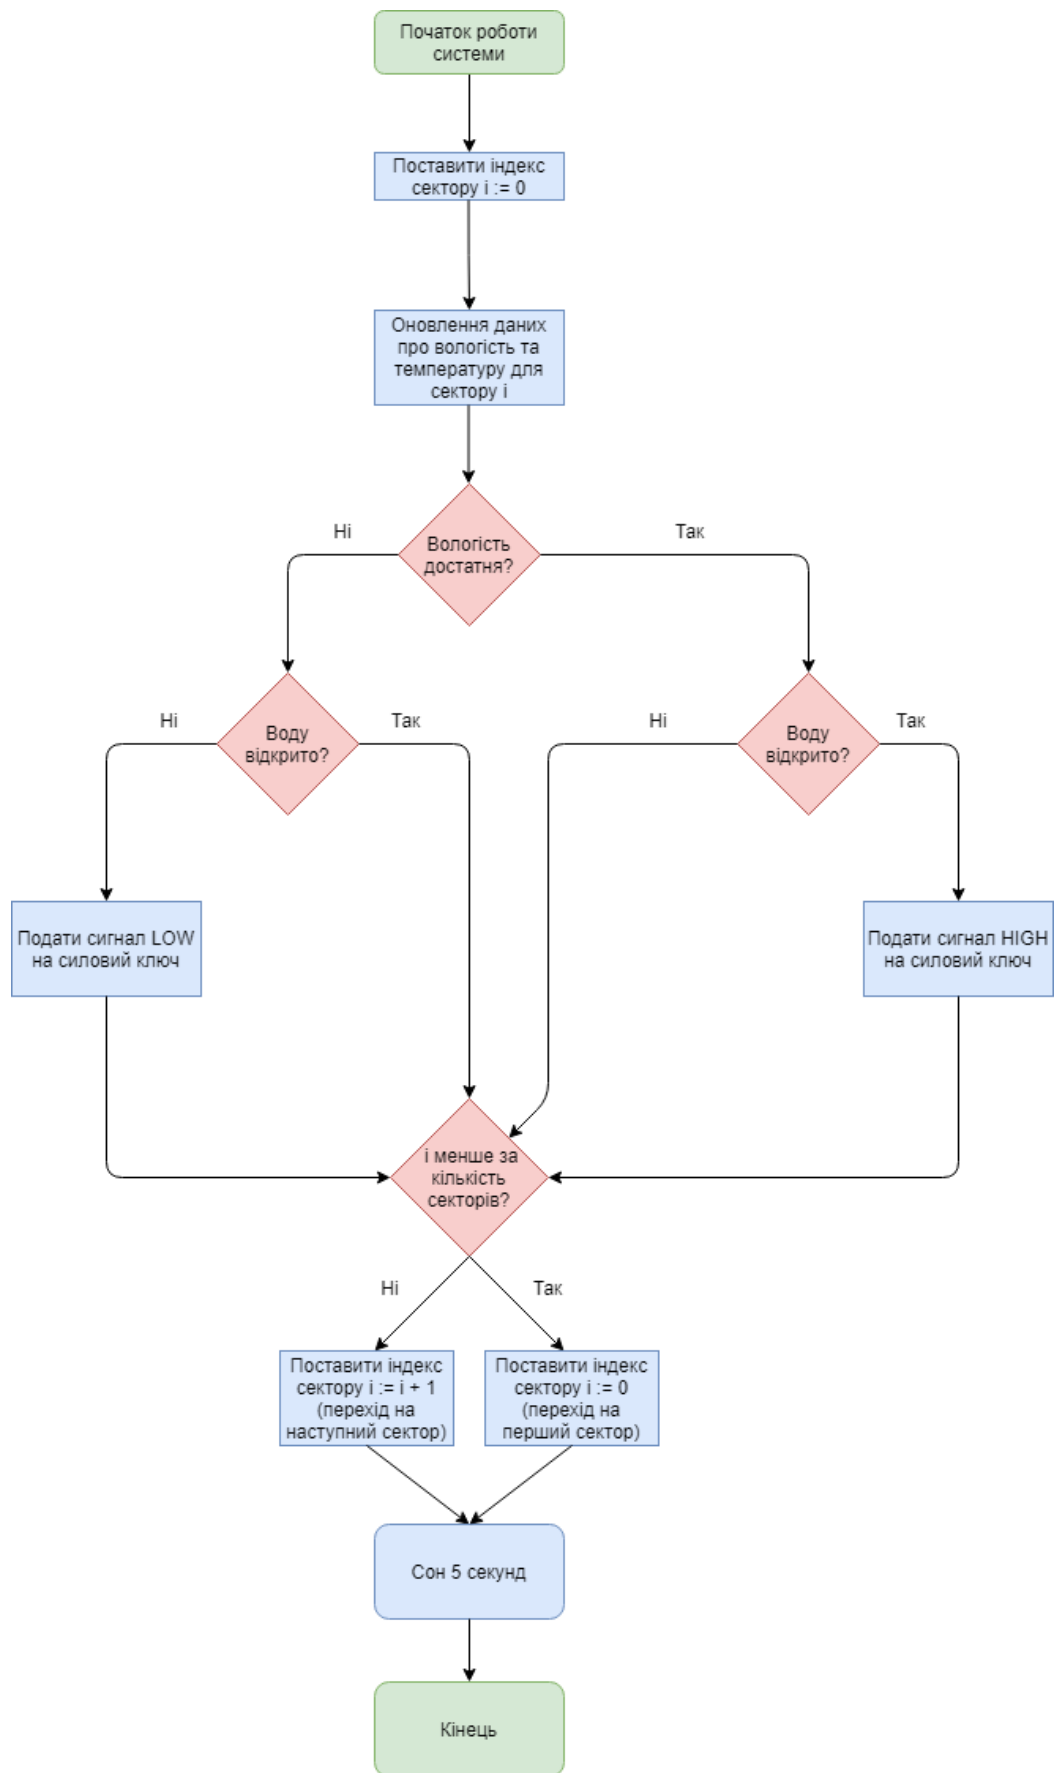 Початок роботи
системи
Поставити індекс
сектору і := 0
Оновлення даних
про вологість та
температуру для
сектору і
Ні
Так
Вологість
достатня?
Ні
Так
Ні
Так
Воду
відкрито?
Воду
відкрито?
Подати сигнал LOW
на силовий ключ
Подати сигнал HIGH
на силовий ключ
і менше за
кількість
секторів?
Ні
Так
Поставити індекс
сектору і := і + 1
(перехід на
наступний сектор)
Поставити індекс
сектору і := 0
(перехід на
перший сектор)
Сон 5 секунд
Кінець